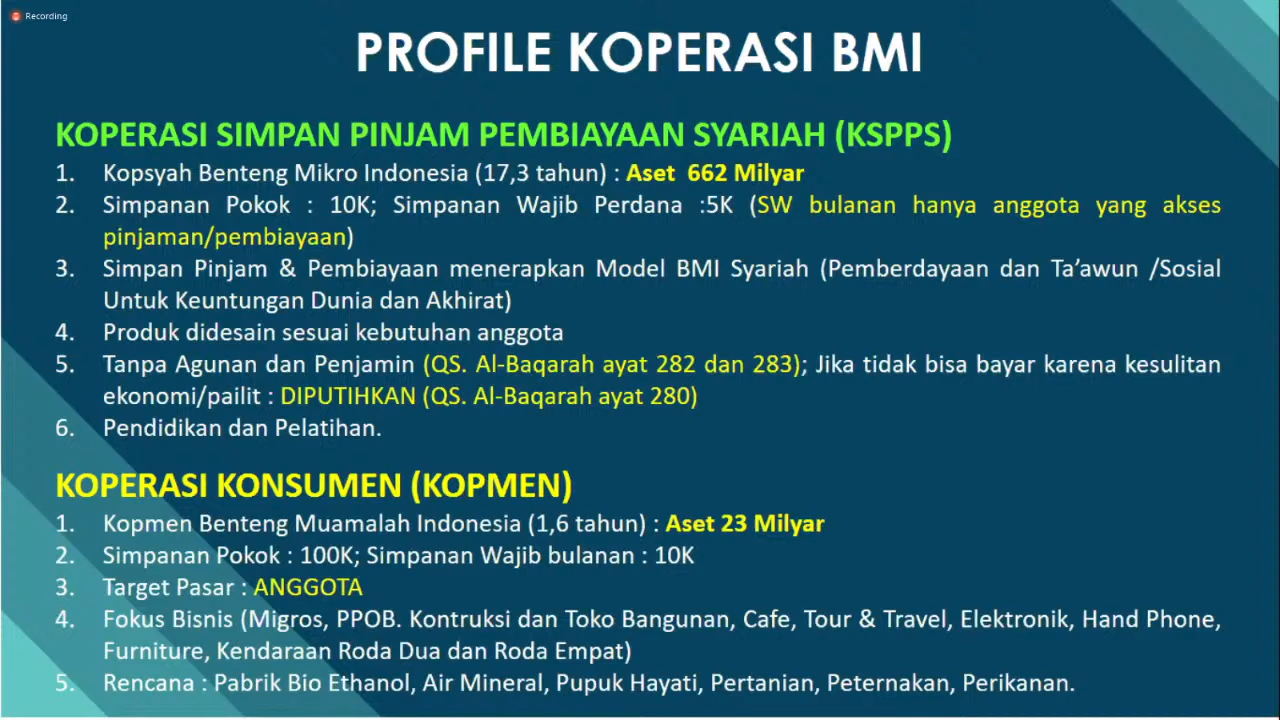 Recording
PROFILE KOPERASI BMI
KOPERASI SIMPAN PINJAM PEMBIAYAAN SYARIAH (KSPPS)
1. Kopsyah Benteng Mikro Indonesia (17,3 tahun) : Aset 662 Milyar
2. Simpanan Pokok : 10K; Simpanan Wajib Perdana :5K (SW bulanan hanya anggota yang akses
pinjaman/pembiayaan)
3. Simpan Pinjam & Pembiayaan menerapkan Model BMI Syariah (Pemberdayaan dan Ta’awun /Sosial
Untuk Keuntungan Dunia dan Akhirat)
4. Produk didesain sesuai kebutuhan anggota
5. Tanpa Agunan dan Penjamin (QS. Al-Baqarah ayat 282 dan 283); Jika tidak bisa bayar karena kesulitan
ekonomi/pailit : DIPUTIHKAN (QS. Al-Baqarah ayat 280)
6. Pendidikan dan Pelatihan.
KOPERASI KONSUMEN (KOPMEN)
1. Kopmen Benteng Muamalah Indonesia (1,6 tahun) : Aset 23 Milyar
2. Simpanan Pokok : 100K; Simpanan Wajib bulanan : 10K
3. Target Pasar : ANGGOTA
4. Fokus Bisnis (Migros, PPOB. Kontruksi dan Toko Bangunan, Cafe, Tour & Travel, Elektronik, Hand Phone,
Furniture, Kendaraan Roda Dua dan Roda Empat)
5. Rencana : Pabrik Bio Ethanol, Air Mineral, Pupuk Hayati, Pertanian, Peternakan, Perikanan.